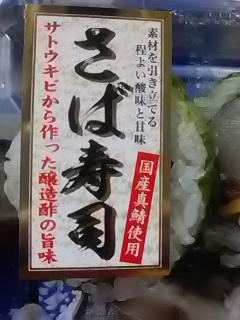 素材を引き立てる
程よい酸味と甘味
さば寿司
国産真鯖使用
サトウキビから作った醸造酢の旨味